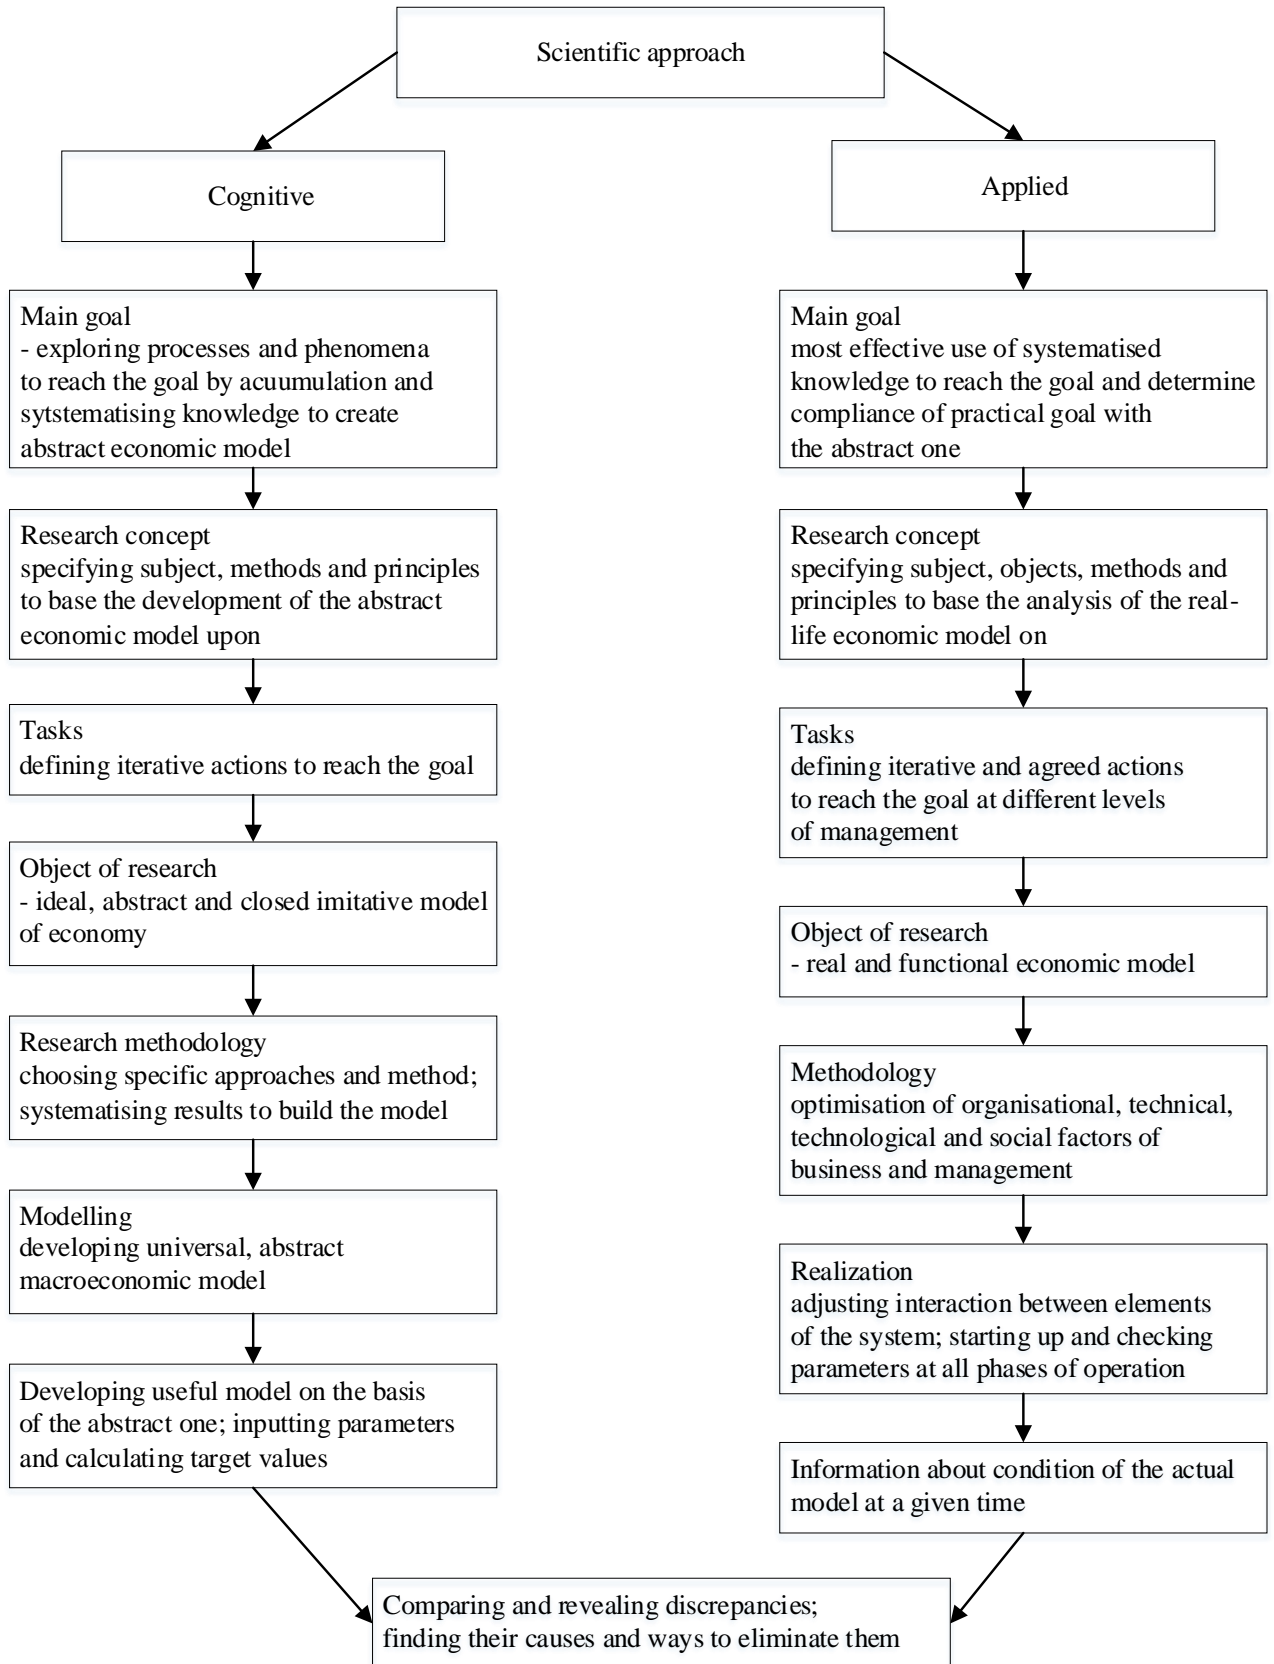 Scientific approach
Cognitive
Main goal
- exploring processes and phenomena
to reach the goal by acuumulation and
sytstematising knowledge to create
abstract economic model
Research concept
specifying subject, methods and principles
to base the development of the abstract
economic model upon
Tasks
defining iterative actions to reach the goal
Object of research
- ideal, abstract and closed imitative model
of economy
Research methodology
choosing specific approaches and method;
systematising results to build the model
Modelling
developing universal, abstract
macroeconomic model
Developing useful model on the basis
of the abstract one; inputting parameters
and calculating target values
Applied
Main goal
most effective use of systematised
knowledge to reach the goal and determine
compliance of practical goal with
the abstract one
Research concept
specifying subject, objects, methods and
principles to base the analysis of the real-
life economic model on
Tasks
defining iterative and agreed actions
to reach the goal at different levels
of management
Object of research
- real and functional economic model
Methodology
optimisation of organisational, technical,
technological and social factors of
business and management
Realization
adjusting interaction between elements
of the system; starting up and checking
parameters at all phases of operation
Information about condition of the actual
model at a given time
Comparing and revealing discrepancies;
finding their causes and ways to eliminate them